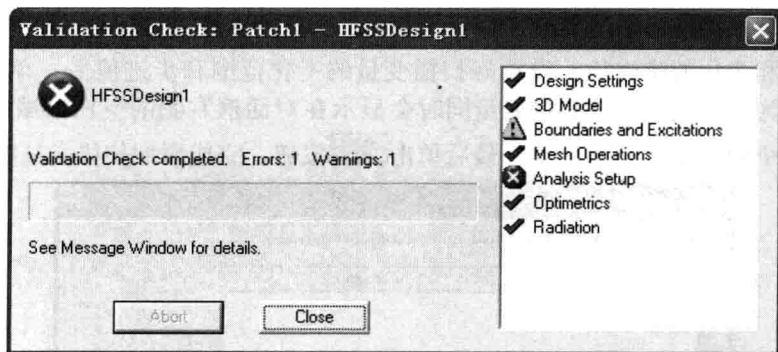 Validation Check: Patch1 - HFSSDesign1
HFSSDesign1
Validation Check completed. Errors: 1 Warnings: 1
See Message Window for details.
Abort
Close
Design Settings
3D Model
Boundaries and Excitations
Mesh Operations
Analysis Setup
Optimetrics
Radiation